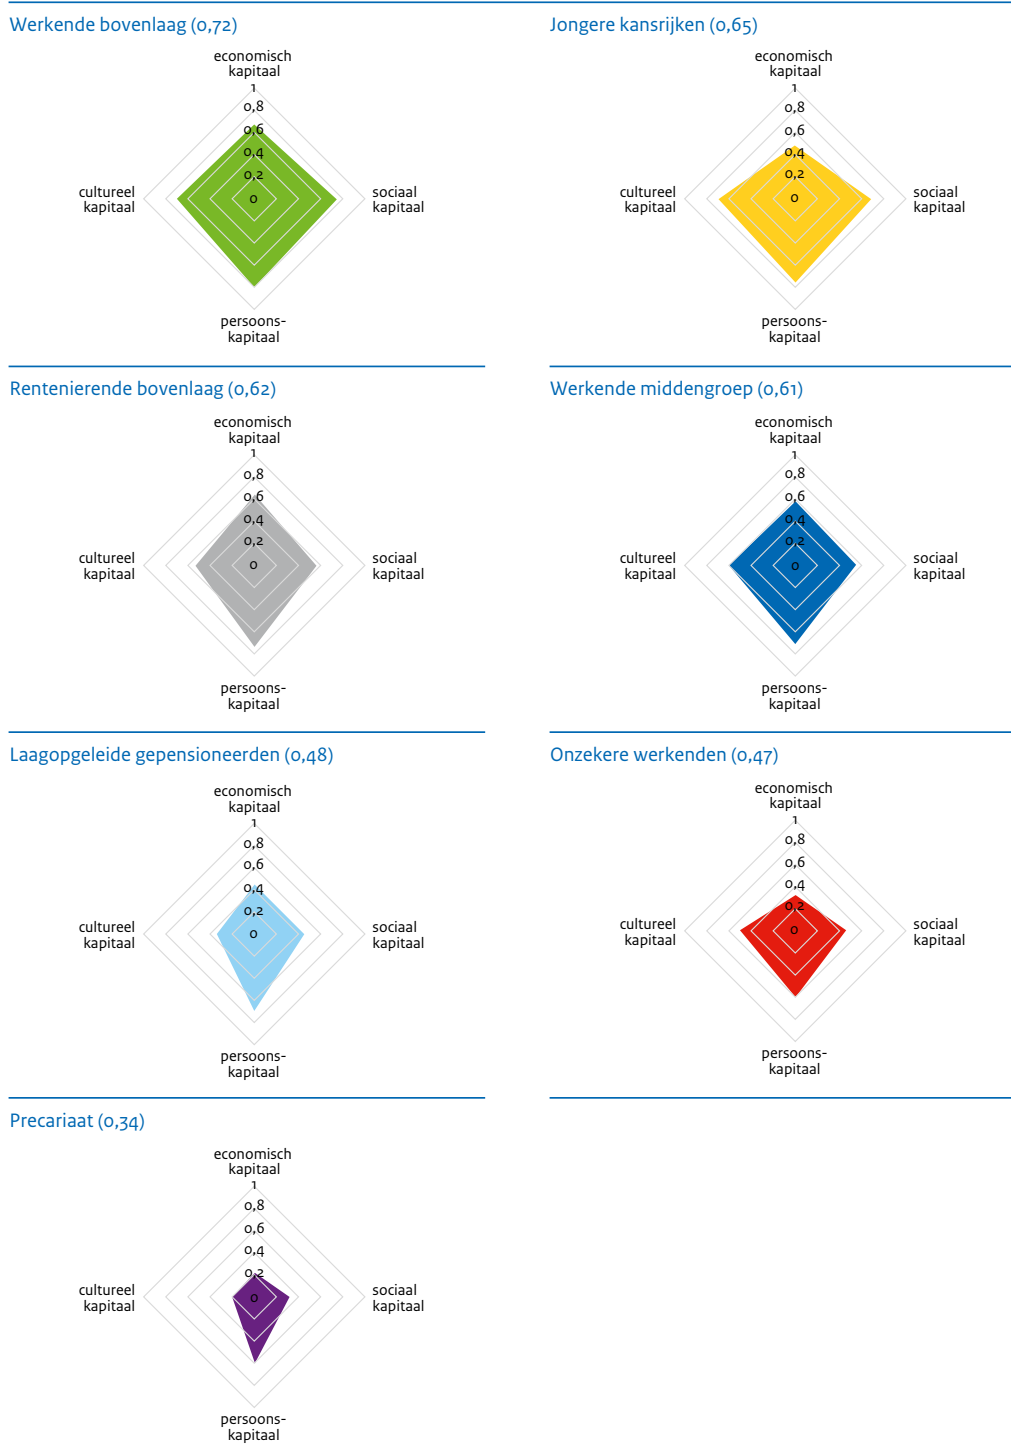 Werkende bovenlaag (0,72)
economisch
kapitaal
1
0,8
0,6
0,4
0,2
0
cultureel
kapitaal
sociaal
kapitaal
persoons-
kapitaal
Jongere kansrijken (0,65)
economisch
kapitaal
1
0,8
0,6
0,4
0,2
0
cultureel
kapitaal
sociaal
kapitaal
persoons-
kapitaal
Rentenierende bovenlaag (0,62)
economisch
kapitaal
1
0,8
0,6
0,4
0,2
0
cultureel
kapitaal
sociaal
kapitaal
persoons-
kapitaal
Werkende middengroep (0,61)
economisch
kapitaal
1
0,8
0,6
0,4
0,2
0
cultureel
kapitaal
sociaal
kapitaal
persoons-
kapitaal
Laagopgeleide gepensioneerden (0,48)
economisch
kapitaal
1
0,8
0,6
0,4
0,2
0
cultureel
kapitaal
sociaal
kapitaal
persoons-
kapitaal
Onzekere werkenden (0,47)
economisch
kapitaal
1
0,8
0,6
0,4
0,2
0
cultureel
kapitaal
sociaal
kapitaal
persoons-
kapitaal
Precariaat (0,34)
economisch
kapitaal
1
0,8
0,6
0,4
0,2
0
cultureel
kapitaal
sociaal
kapitaal
persoons-
kapitaal